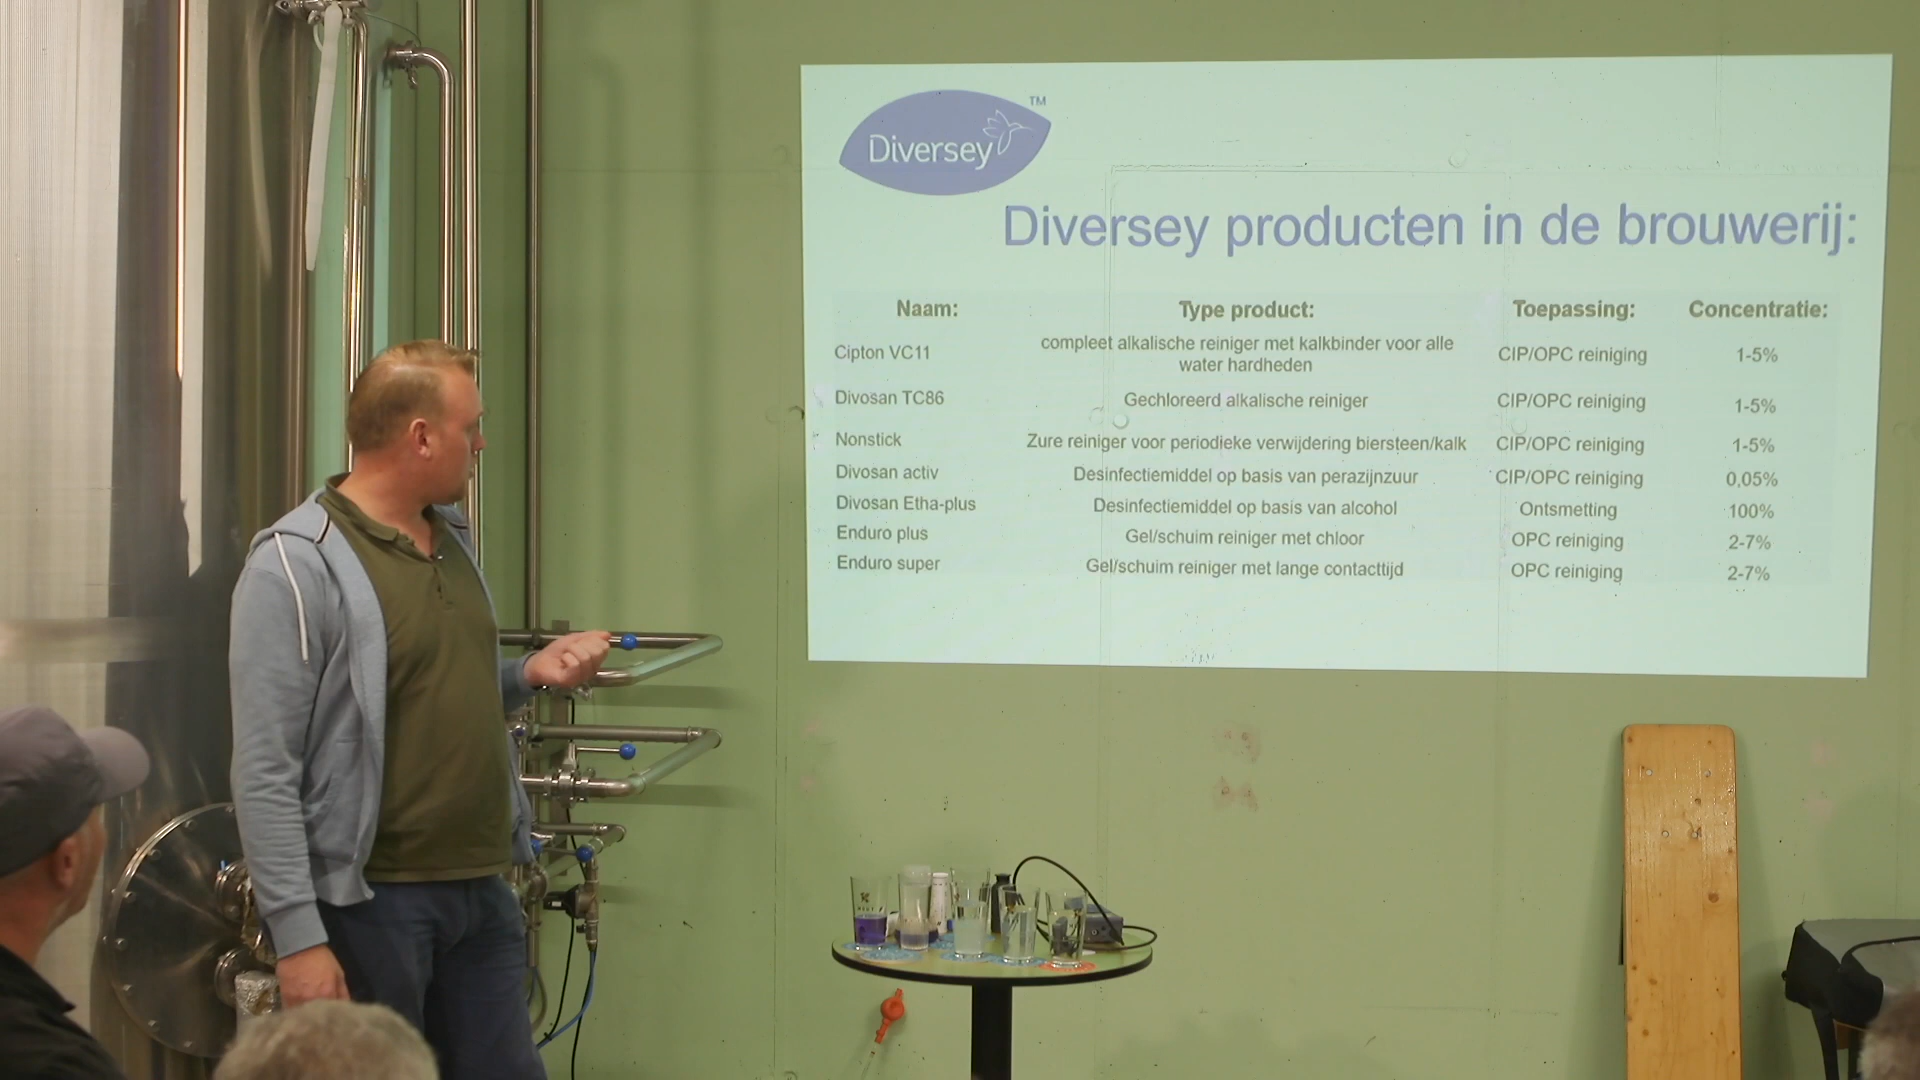 Diversey TM
Diversey producten in de brouwerij:
Naam: Type product: Toepassing: Concentratie:
Cipton VC11 compleet alkalische reiniger met kalkbinder voor alle water hardheden CIP/OPC reiniging 1-5%
Divosan TC86 Gechloreerd alkalische reiniger CIP/OPC reiniging 1-5%
Nonstick Zure reiniger voor periodieke verwijdering biersteen/kalk CIP/OPC reiniging 1-5%
Divosan activ Desinfectiemiddel op basis van perazijnzuur CIP/OPC reiniging 0,05%
Divosan Etha-plus Desinfectiemiddel op basis van alcohol Ontsmetting 100%
Enduro plus Gel/schuim reiniger met chloor OPC reiniging 2-7%
Enduro super Gel/schuim reiniger met lange contacttijd OPC reiniging 2-7%